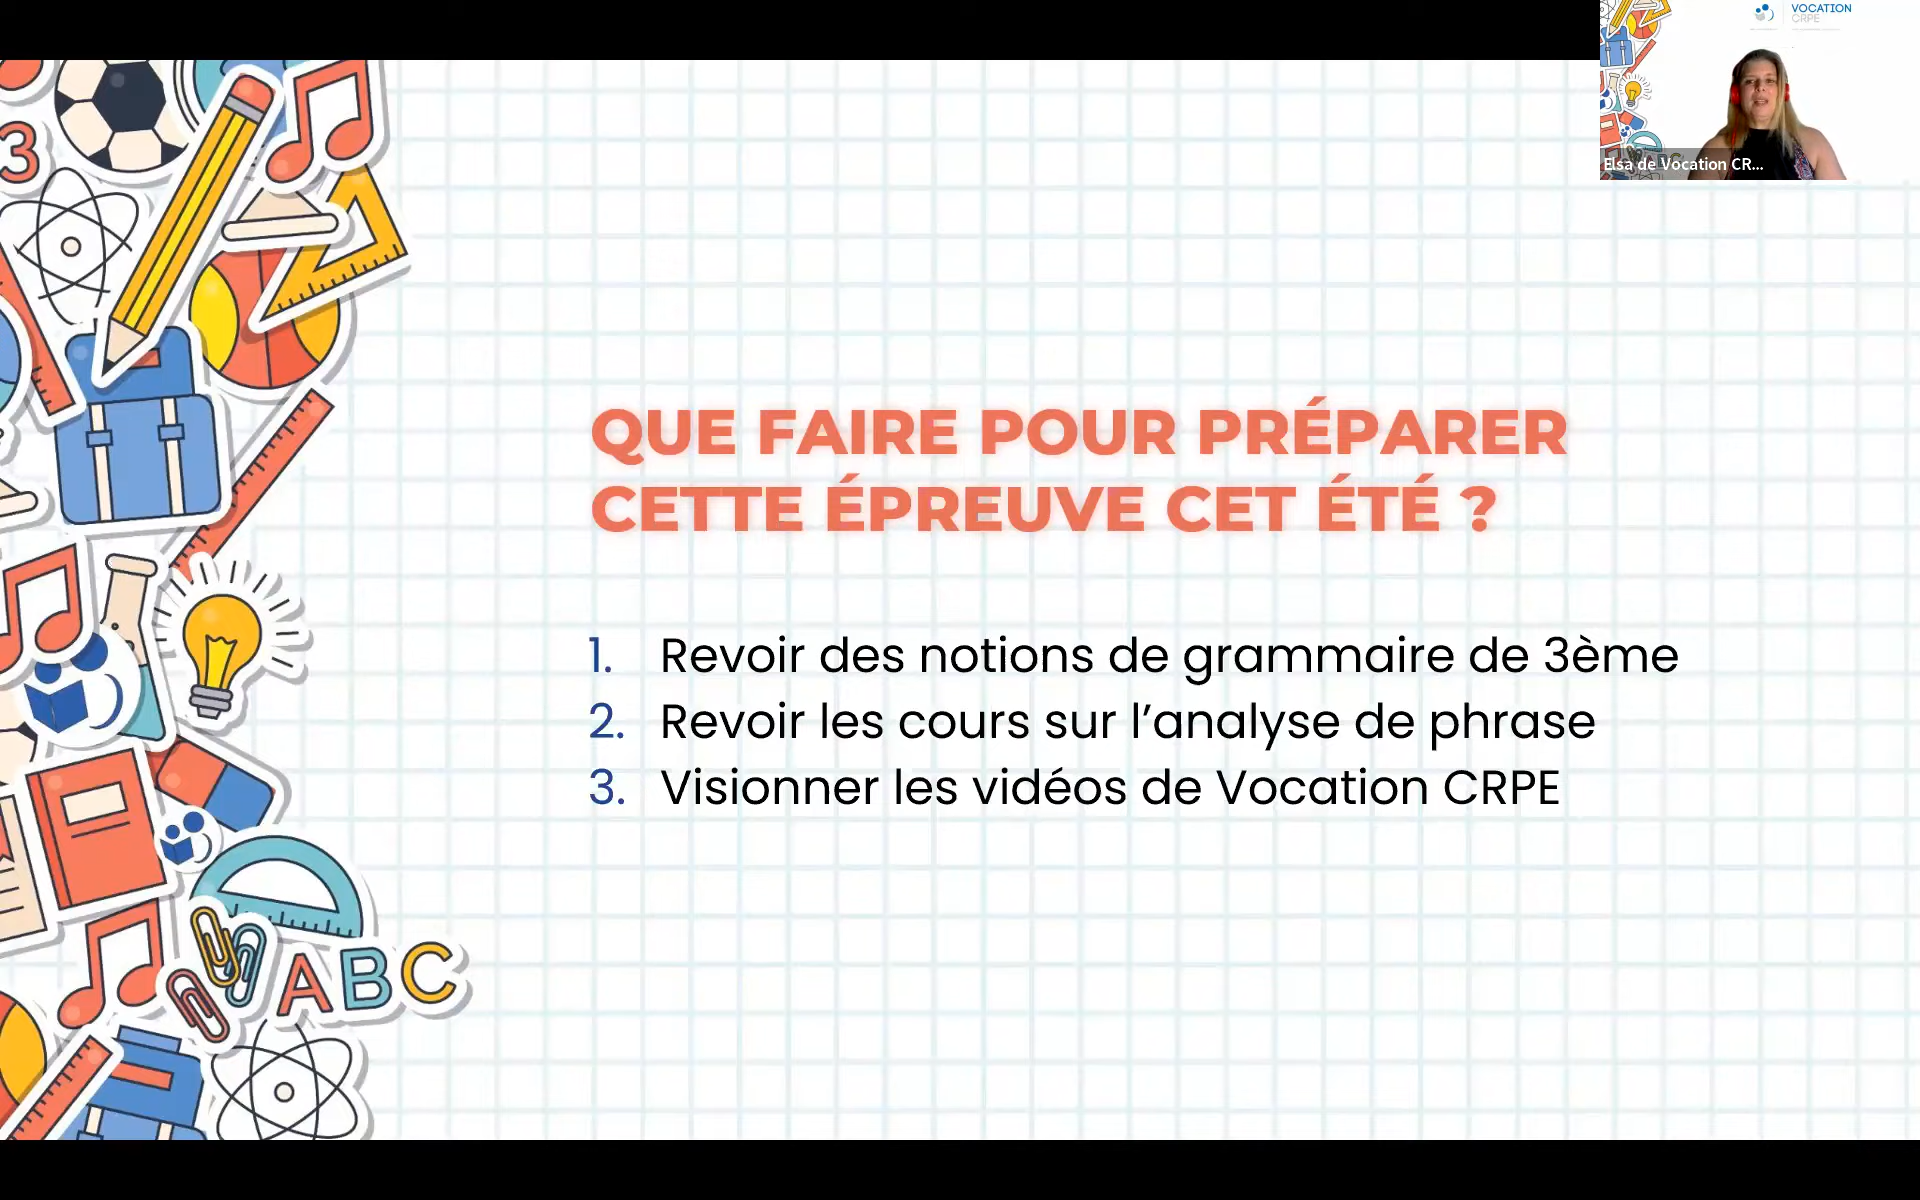 VOCATION
CRPE
Elsa de Vocation CR...
3
QUE FAIRE POUR PRÉPARER
CETTE ÉPREUVE CET ÉTÉ ?
1. Revoir des notions de grammaire de 3ème
2. Revoir les cours sur l’analyse de phrase
3. Visionner les vidéos de Vocation CRPE
ABC